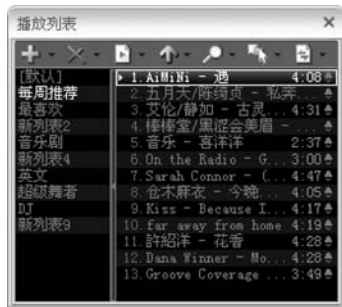 播放列表
[默认]
每周推荐
最喜欢
新列表2
音乐剧
新列表4
英文
超级舞者
DJ
新列表9
1.AiMiNi - 遇 4:08
2.五月天/陈绮贞 - 私奔...
3.艾伦/静如 - 古灵... 4:31
4.棒棒堂/黑涩会美眉 - ...
5.音乐 - 喜洋洋 2:37
6.On the Radio - G... 3:00
7.Sarah Connor - (... 4:47
8.仓木麻衣 - 今晚... 4:05
9.Kiss - Because I... 4:17
10.far away from home 4:19
11.許紹洋 - 花香 4:28
12.Dana Winner - Mo... 4:28
13.Groove Coverage ... 3:49